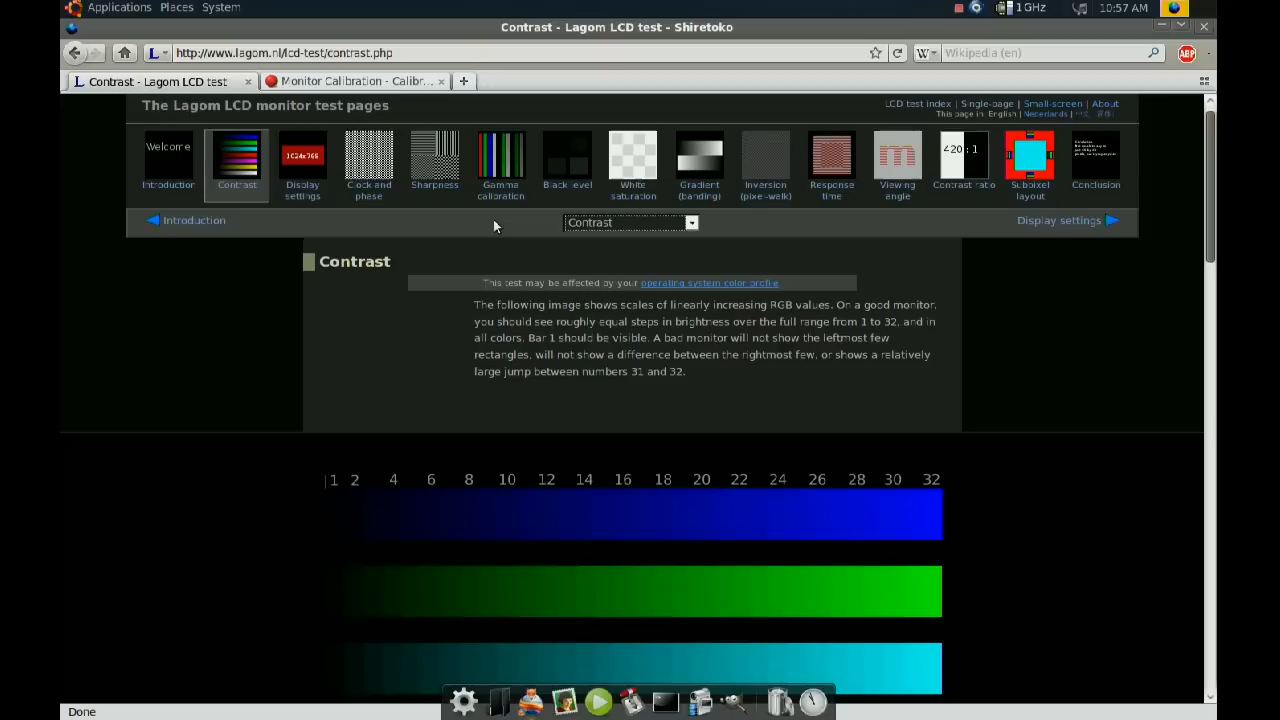 Applications Places System 1GHz 10:57 AM
Contrast - Lagom LCD test - Shiretoko
http://www.lagom.nl/lcd-test/contrast.php Wikipedia (en) ABP
Contrast - Lagom LCD test Monitor Calibration - Calibr...
The Lagom LCD monitor test pages
LCD test index | Single-page | Small-screen | About
This page in: English | Nederlands |
Welcome
1024x768
420:1
Introduction
Contrast
Display settings
Clock and phase
Sharpness
Gamma calibration
Black level
White saturation
Gradient (banding)
Inversion (pixel-walk)
Response time
Viewing angle
Contrast ratio
Subpixel layout
Conclusion
Introduction Contrast Display settings
Contrast
This test may be affected by your operating system color profile
The following image shows scales of linearly increasing RGB values. On a good monitor,
you should see roughly equal steps in brightness over the full range from 1 to 32, and in
all colors. Bar 1 should be visible. A bad monitor will not show the leftmost few
rectangles, will not show a difference between the rightmost few, or shows a relatively
large jump between numbers 31 and 32.
| 1 2 4 6 8 10 12 14 16 18 20 22 24 26 28 30 32
Done